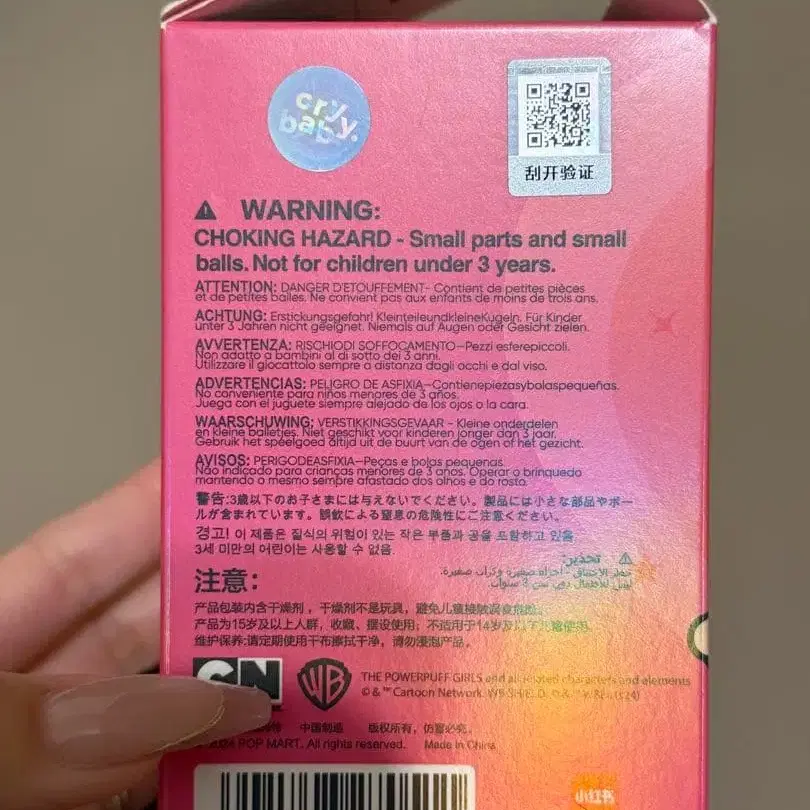 cry
baby.
刮开验证
WARNING:
CHOKING HAZARD - Small parts and small
balls. Not for children under 3 years.
ATTENTION: DANGER D'ETOUFFEMENT- Contient de petites pièces
et de petites balles. Ne convient pas aux enfants de moins de trois ans.
ACHTUNG: Erstickungsgefahr! KleinteileundkleineKugeln. Für Kinder
unter 3 Jahren nicht geeignet. Niemals auf Augen oder Gesicht zielen.
AVVERTENZA: RISCHIODI SOFFOCAMENTO—Pezzi esferepiccoli.
Non adatto a bambini al di sotto dei 3 anni.
Utilizzare il giocattolo sempre a distanza dagli occhi e dal viso.
ADVERTENCIAS: PELIGRO DE ASFIXIA—Contienepiezasybolaspequeñas.
No conveniente para niños menores de 3 años.
Juega con el juguete siempre alejado de los ojos o la cara.
WAARSCHUWING: VERSTIKKINGSGEVAAR - Kleine onderdelen
en kleine balletjes. Niet geschikt voor kinderen jonger dan 3 jaar.
Gebruik het speelgoed altijd uit de buurt van de ogen of het gezicht.
AVISOS: PERIGODEASFIXIA—Peças e bolas pequenas.
Não indicado para crianças menores de 3 anos. Operar o brinquedo
mantendo o mesmo sempre afastado dos olhos e do rosto.
警告:3歳以下のお子さまには与えないでください。製品には小さな部品やボー
ルが含まれています。誤飲による窒息の危険性にご注意ください。
경고! 이 제품은 질식의 위험이 있는 작은 부품과 공을 포함하고 있음
3세 미만의 어린이는 사용할 수 없음.
تحذير:
خطر الاختناق - أجزاء صغيرة وكرات صغيرة.
ليس للأطفال دون سن 3 سنوات.
注意:
产品包装内含干燥剂，干燥剂不是玩具，避免儿童接触误食危险。
产品为15岁及以上人群，收藏、摆设使用；不适用于14岁及以下儿童使用。
维护保养:请定期使用干布擦拭干净，请勿浸泡产品。
CN
WB
THE POWERPUFF GIRLS and all related characters and elements
© & ™ Cartoon Network. WB SHIELD: © & ™ WBEI. (s24)
中国制造 版权所有，仿冒必究。
POP MART. All rights reserved. Made in China
小红书